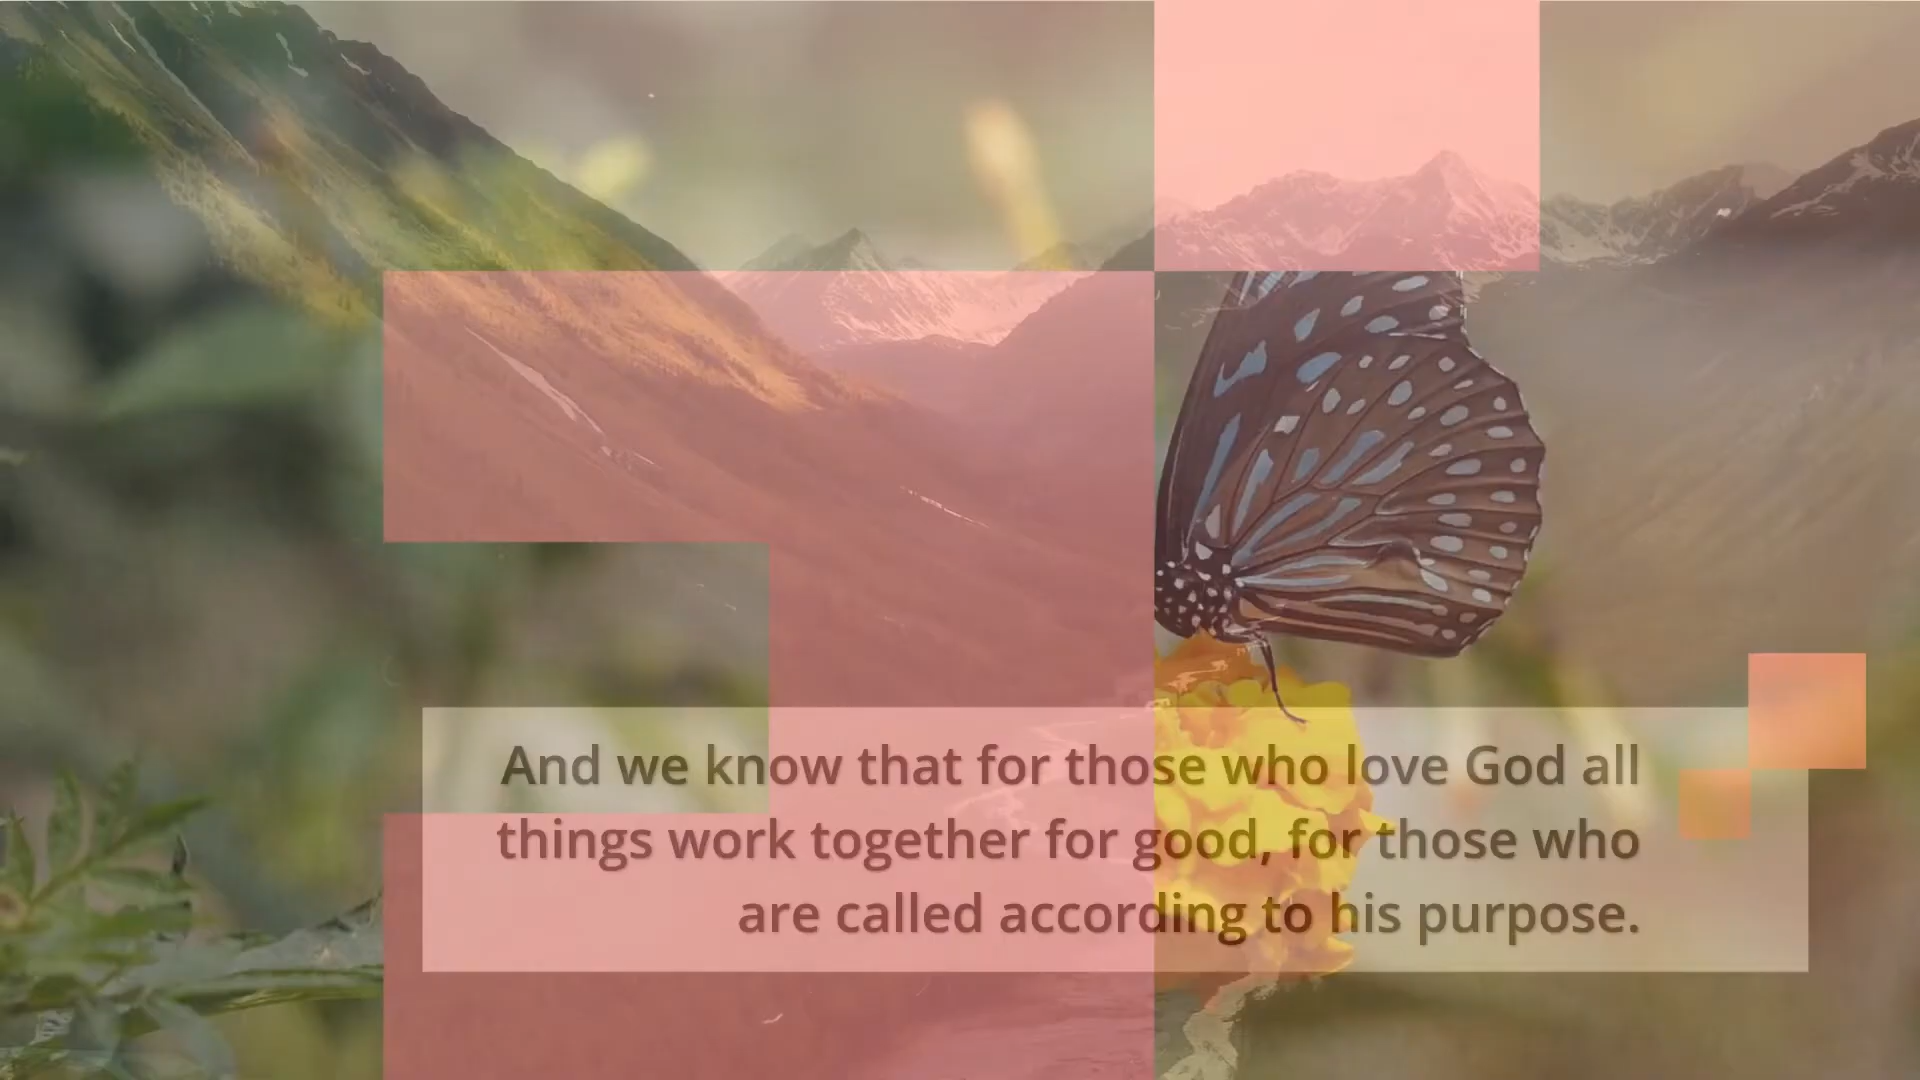 And we know that for those who love God all
things work together for good, for those who
are called according to his purpose.